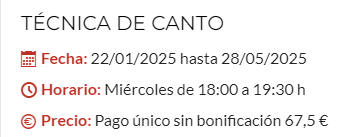 TÉCNICA DE CANTO
Fecha: 22/01/2025 hasta 28/05/2025
Horario: Miércoles de 18:00 a 19:30 h
Precio: Pago único sin bonificación 67,5 €